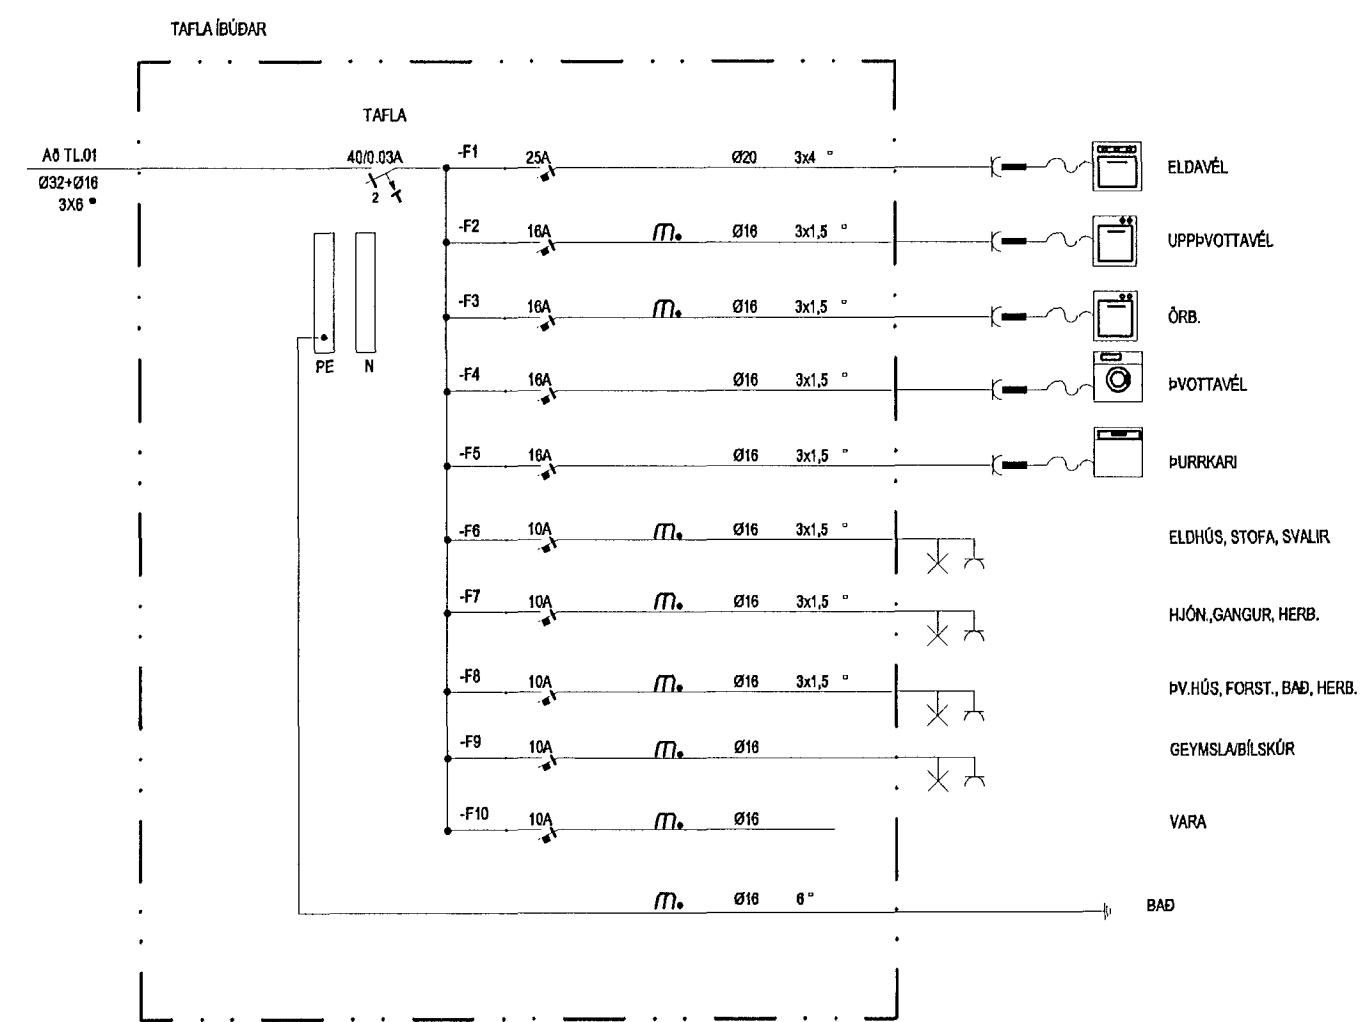 TAFLA ÍBÚÐAR
TAFLA
Að TL.01
Ø32+Ø16
3X6 □
40/0.03A
2
PE
N
-F1 25A Ø20 3x4 □ ELDAVÉL
-F2 16A m. Ø16 3x1,5 □ UPPÞVOTTAVÉL
-F3 16A m. Ø16 3x1,5 □ ÖRB.
-F4 16A Ø16 3x1,5 □ ÞVOTTAVÉL
-F5 16A Ø16 3x1,5 □ ÞURRKARI
-F6 10A m. Ø16 3x1,5 □ ELDHÚS, STOFA, SVALIR
-F7 10A m. Ø16 3x1,5 □ HJÓN.,GANGUR, HERB.
-F8 10A m. Ø16 3x1,5 □ ÞV.HÚS, FORST., BAÐ, HERB.
-F9 10A m. Ø16 GEYMSLA/BÍLSKÚR
-F10 10A m. Ø16 VARA
m. Ø16 6 □ BAÐ